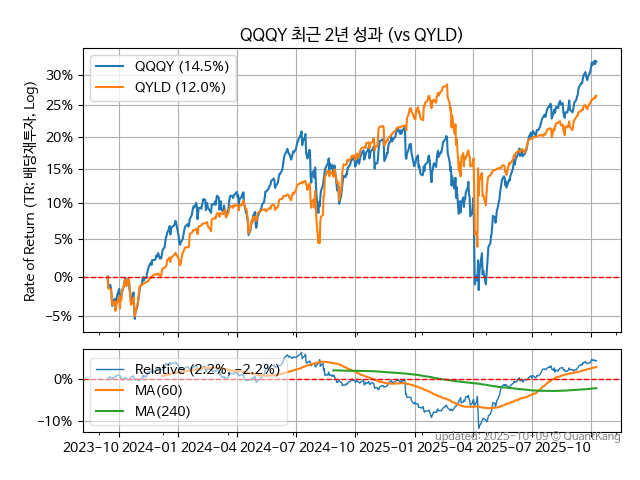 QQQY 최근 2년 성과 (vs QYLD)
QQQY (14.5%)
QYLD (12.0%)
Rate of Return (TR: 배당재투자, Log)
30%
25%
20%
15%
10%
5%
0%
−5%
Relative (2.2%, −2.2%)
MA(60)
MA(240)
0%
−10%
2023-10 2024-01 2024-04 2024-07 2024-10 2025-01 2025-04 2025-07 2025-10
updated: 2025-10-09 © QuantKang